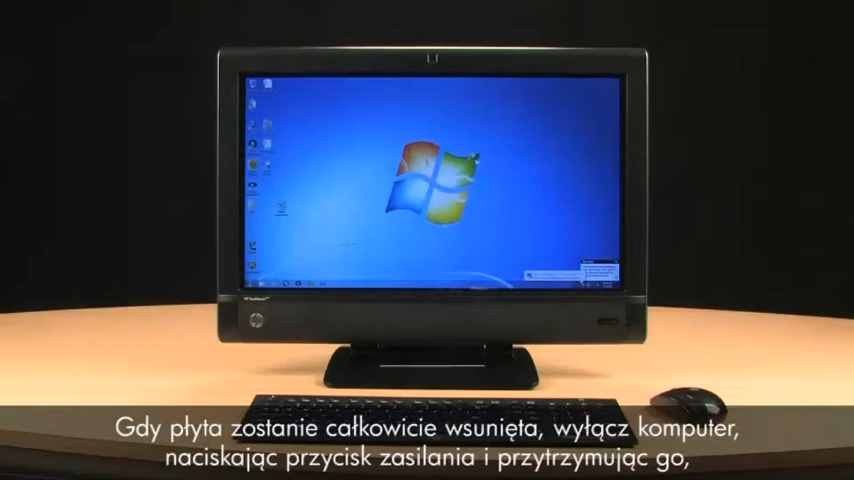 Gdy płyta zostanie całkowicie wsunięta, wyłącz komputer,
naciskając przycisk zasilania i przytrzymując go,